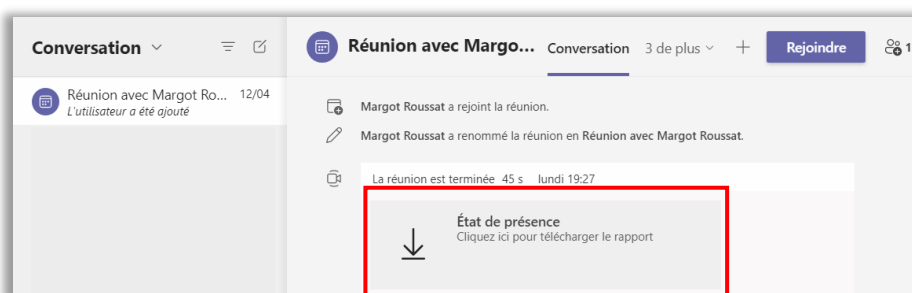 Conversation
Réunion avec Margot Ro... 12/04
L'utilisateur a été ajouté
Réunion avec Margo... Conversation 3 de plus + Rejoindre 1
Margot Roussat a rejoint la réunion.
Margot Roussat a renommé la réunion en Réunion avec Margot Roussat.
La réunion est terminée 45 s lundi 19:27
État de présence
Cliquez ici pour télécharger le rapport